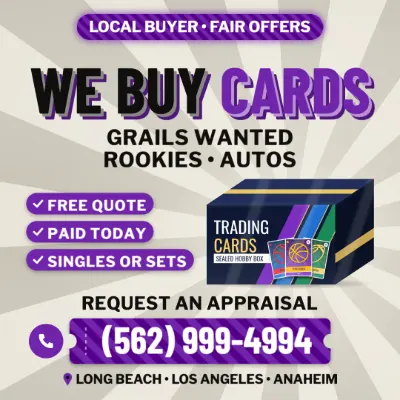 LOCAL BUYER • FAIR OFFERS
WE BUY CARDS
GRAILS WANTED
ROOKIES • AUTOS
FREE QUOTE
PAID TODAY
SINGLES OR SETS
TRADING
CARDS
SEALED HOBBY BOX
REQUEST AN APPRAISAL
(562) 999-4994
LONG BEACH • LOS ANGELES • ANAHEIM